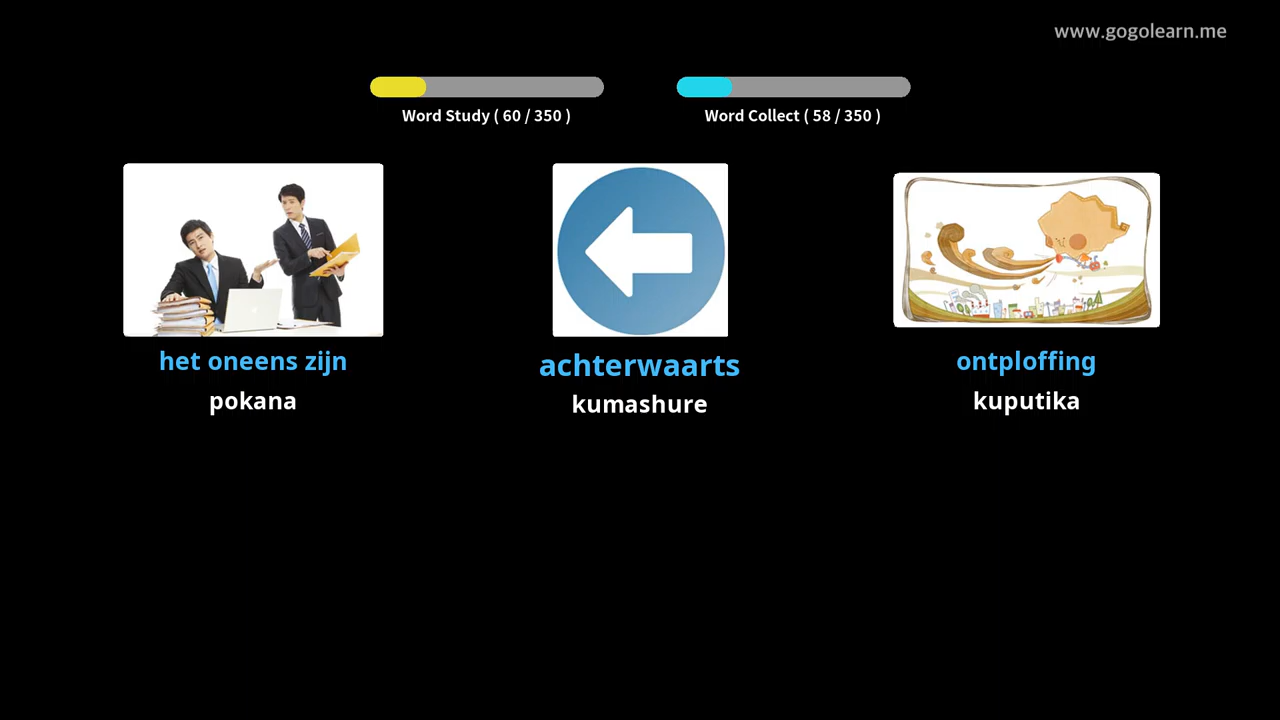 www.gogolearn.me
Word Study ( 60 / 350 )
Word Collect ( 58 / 350 )
het oneens zijn
pokana
achterwaarts
kumashure
ontploffing
kuputika